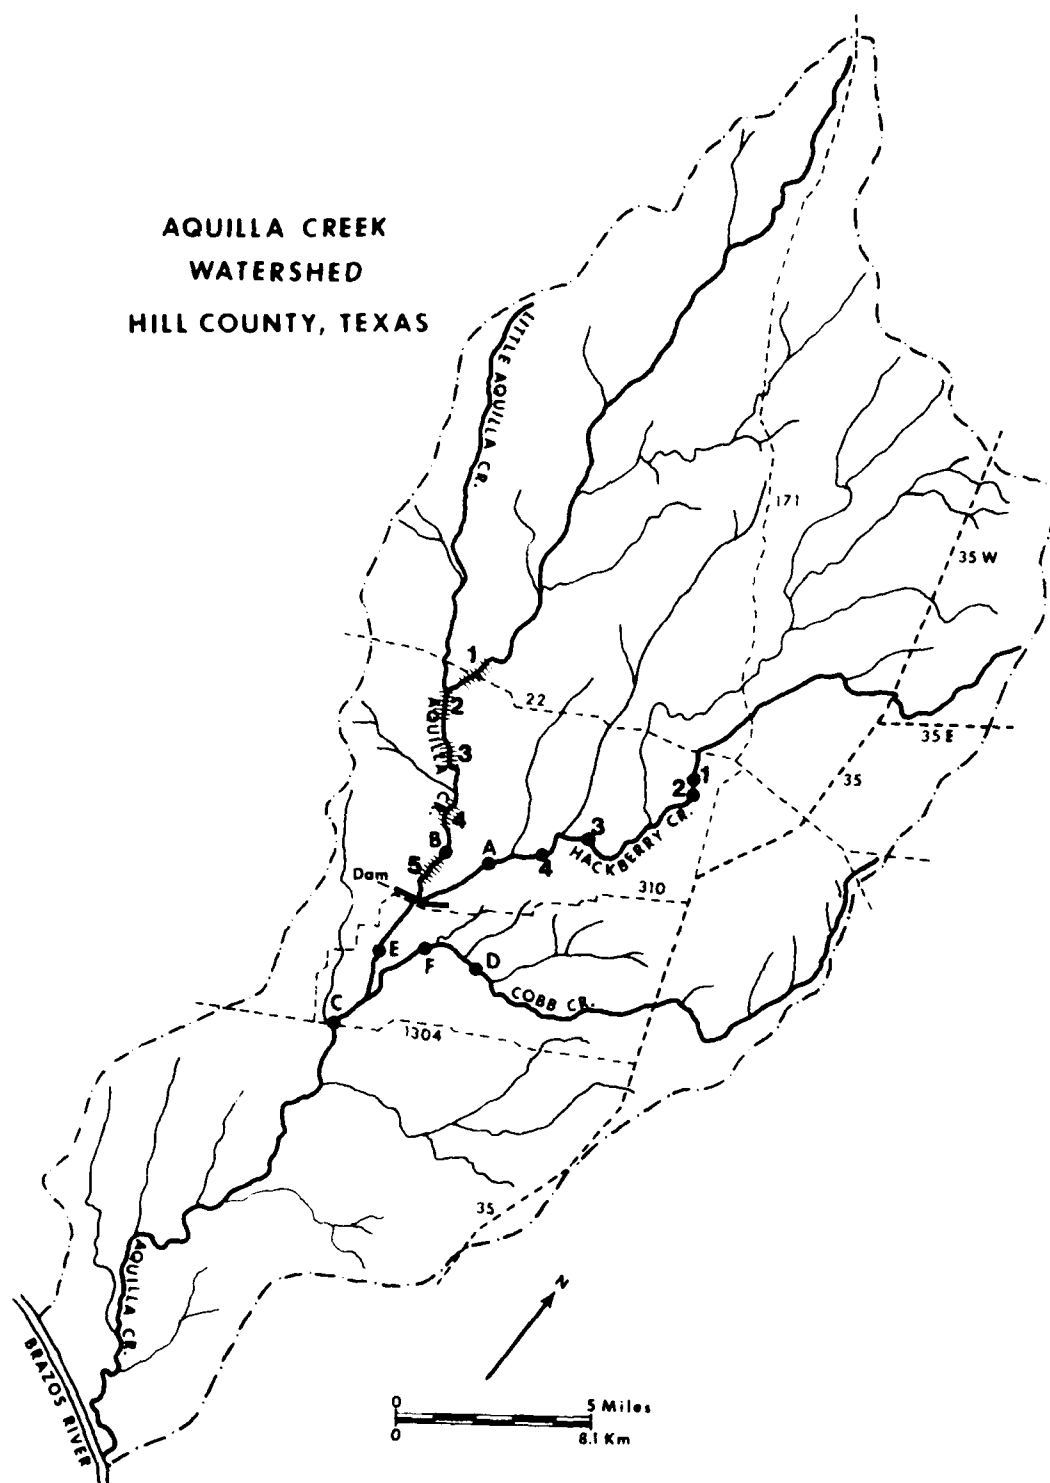 AQUILLA CREEK
WATERSHED
HILL COUNTY, TEXAS
LITTLE AQUILLA CR.
171
35 W
1
22
2
AQUILLA CR.
3
35 E
35
1
2
4
3
HACKBERRY CR.
B
A
4
5
Dam
310
E
F
D
COBB CR.
C
1304
35
AQUILLA CR.
N
BRAZOS RIVER
0
5 Miles
0
8.1 Km